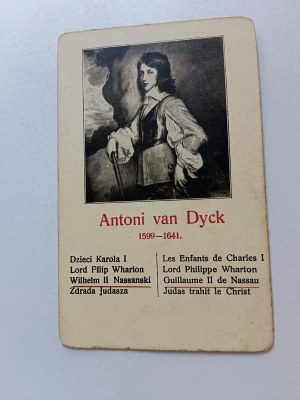 Antoni van Dyck
1599—1641.
Dzieci Karola I
Lord Filip Wharton
Wilhelm II Nassanski
Zdrada Judasza
Les Enfants de Charles I
Lord Philippe Wharton
Guillaume II de Nassau
Judas trahit le Christ